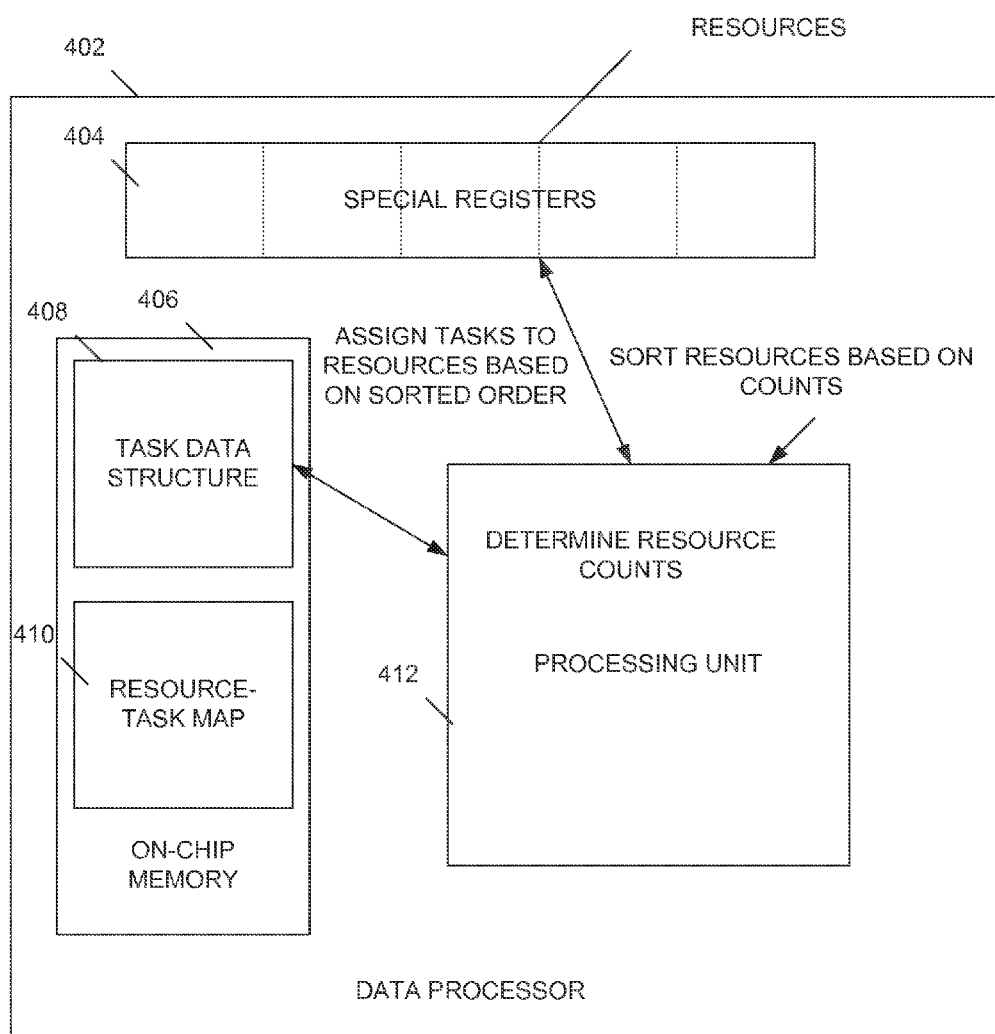 RESOURCES
402
404
SPECIAL REGISTERS
408
406
ASSIGN TASKS TO
RESOURCES BASED
ON SORTED ORDER
SORT RESOURCES BASED ON
COUNTS
TASK DATA
STRUCTURE
DETERMINE RESOURCE
COUNTS
410
RESOURCE-
TASK MAP
412
PROCESSING UNIT
ON-CHIP
MEMORY
DATA PROCESSOR